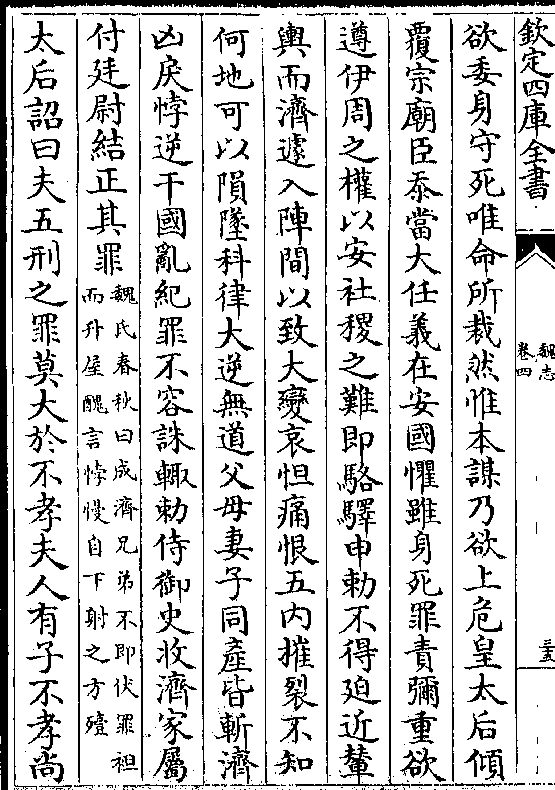 欽定四庫全書
魏志
卷四
三五
欲委身守死唯命所裁然惟本謀乃欲上危皇太后傾
覆宗廟臣忝當大任義在安國懼雖身死罪責彌重欲
遵伊周之權以安社稷之難即駱驛申勅不得迫近輦
輿而濟遽入陣間以致大變哀怛痛恨五內摧裂不知
何地可以隕墜科律大逆無道父母妻子同產皆斬濟
凶戾悖逆干國亂紀罪不容誅輙勅侍御史收濟家屬
付廷尉結正其罪
魏氏春秋曰成濟兄弟不即伏罪袒
而升屋醜言悖慢自下射之方殪
太后詔曰夫五刑之罪莫大於不孝夫人有子不孝尚